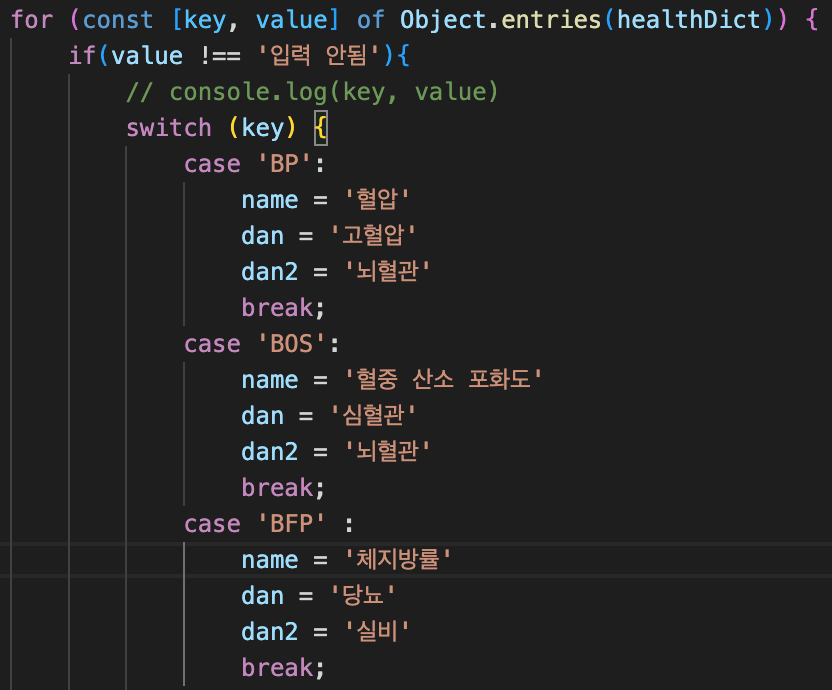 for (const [key, value] of Object.entries(healthDict)) {
if(value !== '입력 안됨'){
// console.log(key, value)
switch (key) {
case 'BP':
name = '혈압'
dan = '고혈압'
dan2 = '뇌혈관'
break;
case 'BOS':
name = '혈중 산소 포화도'
dan = '심혈관'
dan2 = '뇌혈관'
break;
case 'BFP' :
name = '체지방률'
dan = '당뇨'
dan2 = '실비'
break;